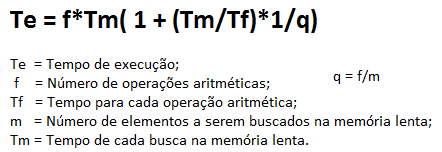 Te = f*Tm( 1 + (Tm/Tf)*1/q)
Te = Tempo de execução;
f = Número de operações aritméticas;
q = f/m
Tf = Tempo para cada operação aritmética;
m = Número de elementos a serem buscados na memória lenta;
Tm = Tempo de cada busca na memória lenta.